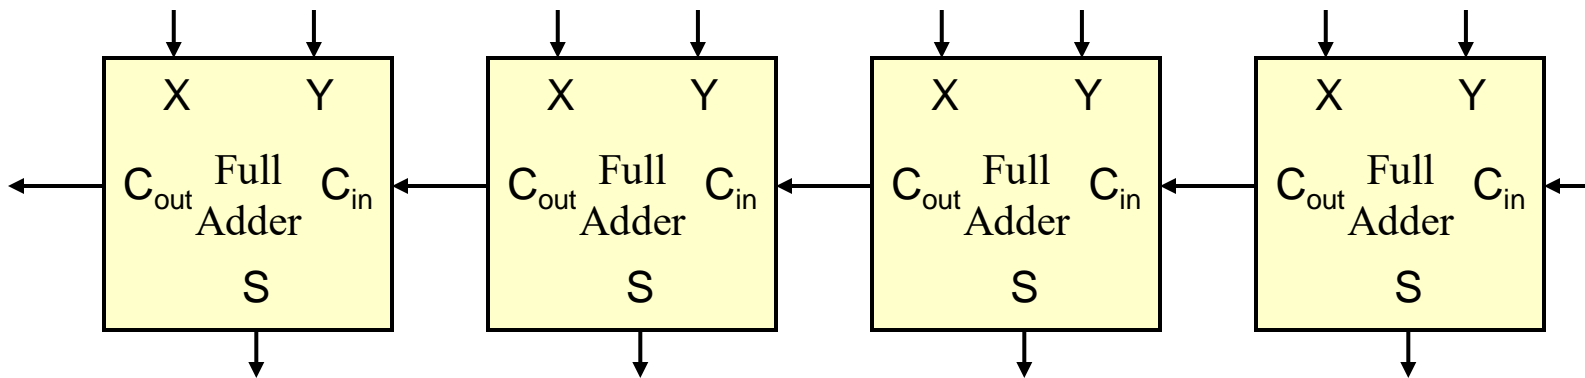 X Y
C_out Full C_in
Adder
S
X Y
C_out Full C_in
Adder
S
X Y
C_out Full C_in
Adder
S
X Y
C_out Full C_in
Adder
S